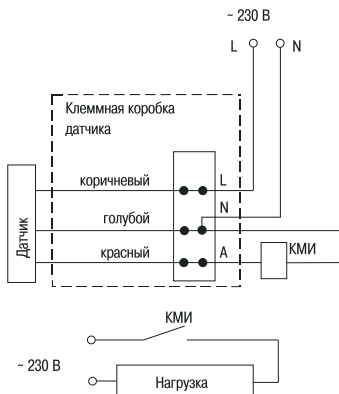 ~ 230 В
L N
Клеммная коробка
датчика
коричневый L
N
голубой
Датчик
красный A КМИ
КМИ
~ 230 В
Нагрузка